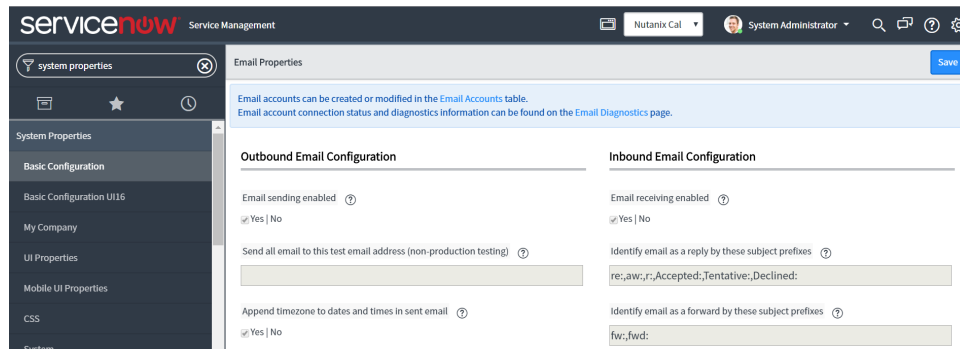 servicenow Service Management
Nutanix Cal
System Administrator
system properties
Email Properties
Save
Email accounts can be created or modified in the Email Accounts table.
Email account connection status and diagnostics information can be found on the Email Diagnostics page.
System Properties
Basic Configuration
Basic Configuration UI16
My Company
UI Properties
Mobile UI Properties
CSS
System
Outbound Email Configuration
Email sending enabled
Yes | No
Send all email to this test email address (non-production testing)
Append timezone to dates and times in sent email
Yes | No
Inbound Email Configuration
Email receiving enabled
Yes | No
Identify email as a reply by these subject prefixes
re:,aw:,r:,Accepted:,Tentative:,Declined:
Identify email as a forward by these subject prefixes
fw:,fwd: